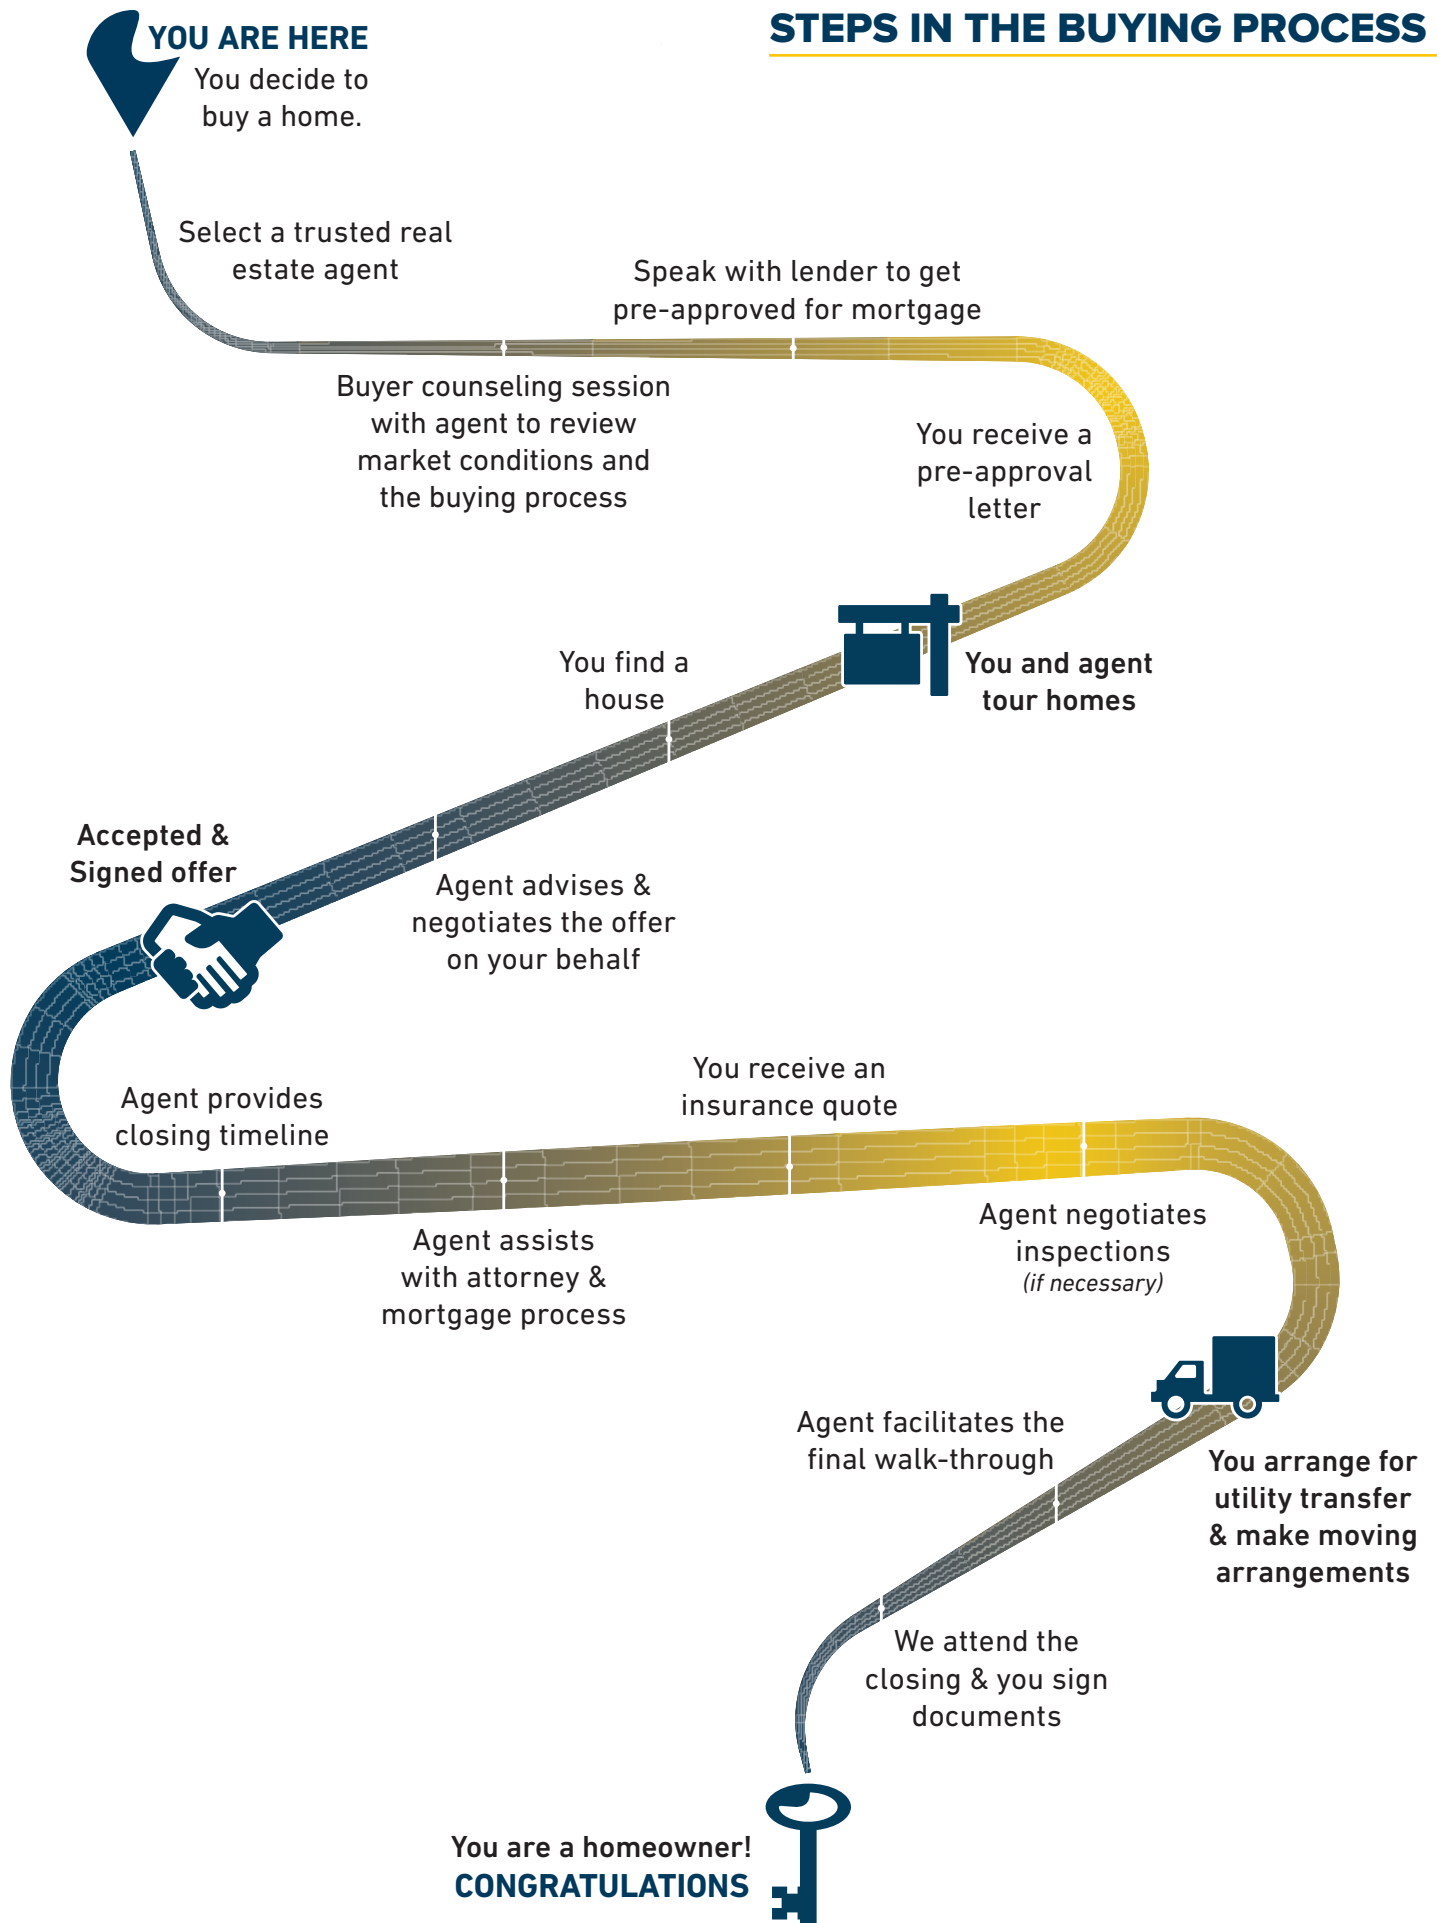 STEPS IN THE BUYING PROCESS
YOU ARE HERE
You decide to
buy a home.
Select a trusted real
estate agent
Buyer counseling session
with agent to review
market conditions and
the buying process
Speak with lender to get
pre-approved for mortgage
You receive a
pre-approval
letter
You and agent
tour homes
You find a
house
Agent advises &
negotiates the offer
on your behalf
Accepted &
Signed offer
Agent provides
closing timeline
Agent assists
with attorney &
mortgage process
You receive an
insurance quote
Agent negotiates
inspections
(if necessary)
You arrange for
utility transfer
& make moving
arrangements
Agent facilitates the
final walk-through
We attend the
closing & you sign
documents
You are a homeowner!
CONGRATULATIONS